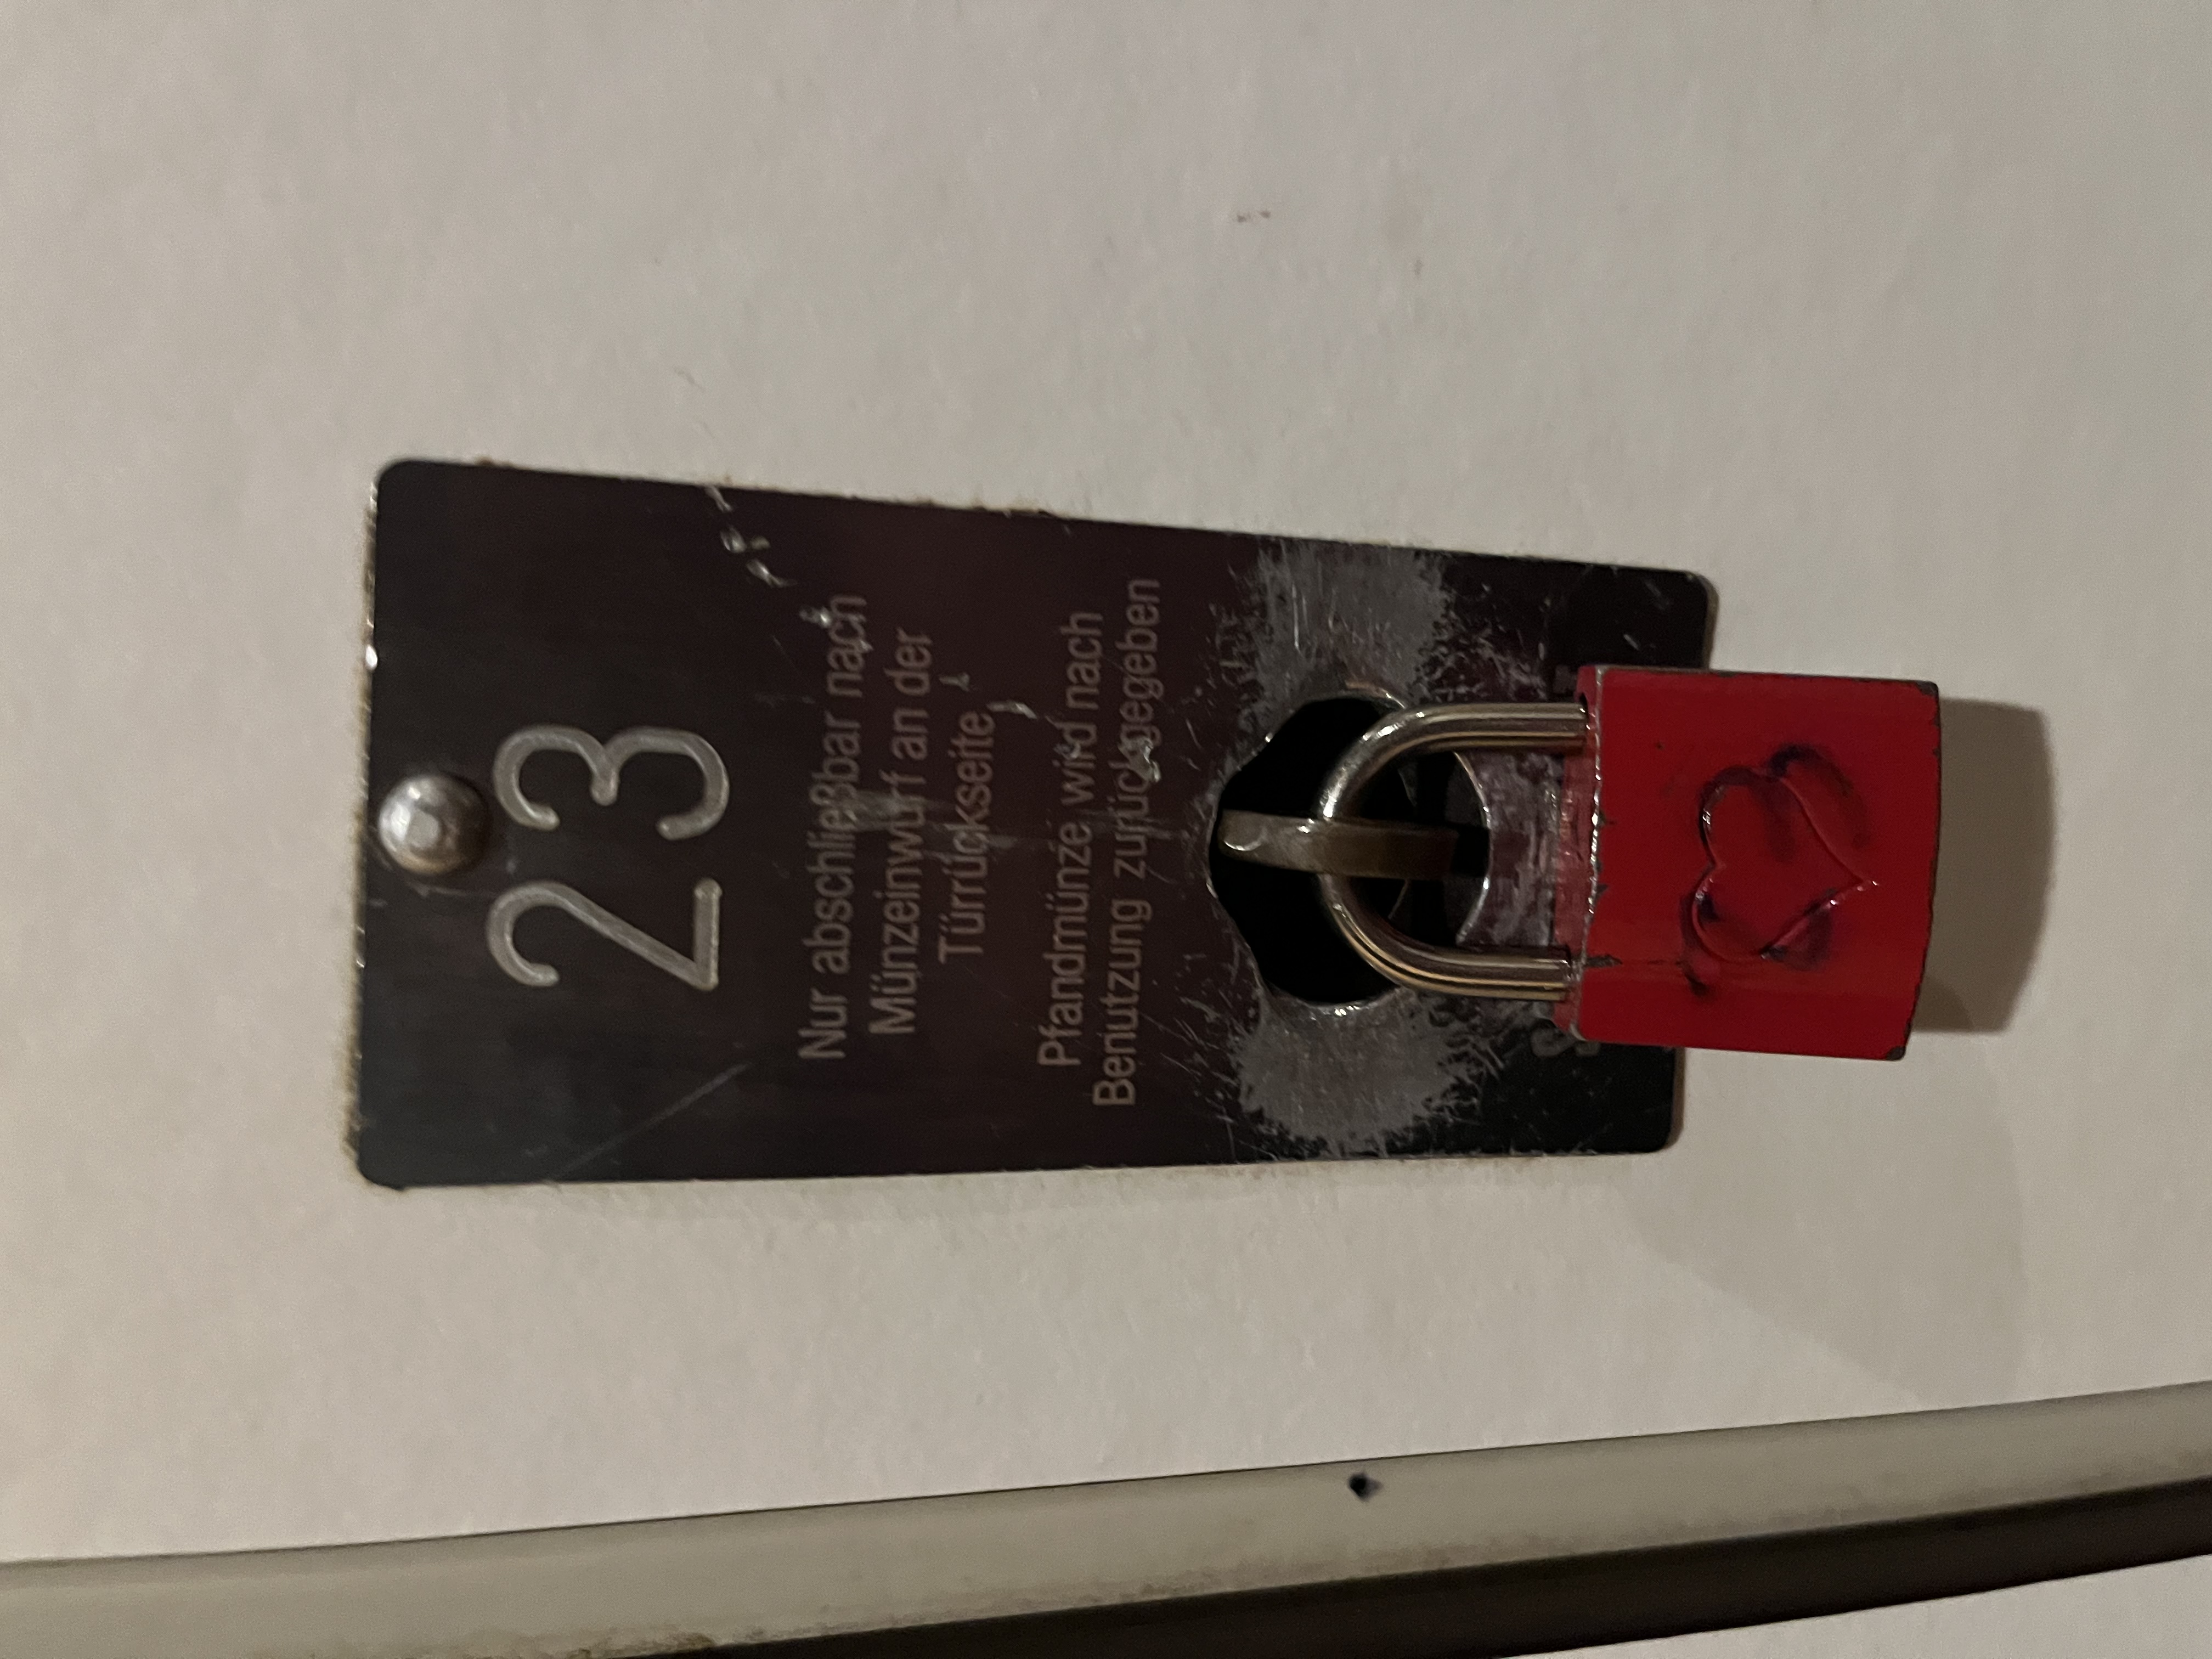 23
Nur abschließbar nach
Münzeinwurf an der
Türrückseite
Pfandmünze wird nach
Benutzung zurückgegeben